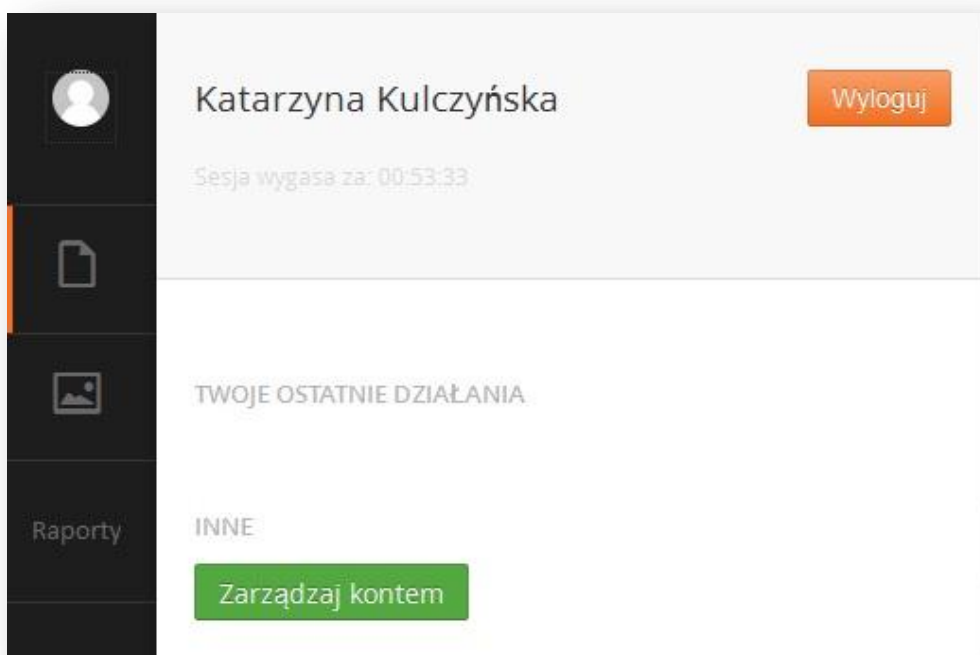 Katarzyna Kulczyńska
Wyloguj
Sesja wygasa za: 00:53:33
TWOJE OSTATNIE DZIAŁANIA
Raporty
INNE
Zarządzaj kontem